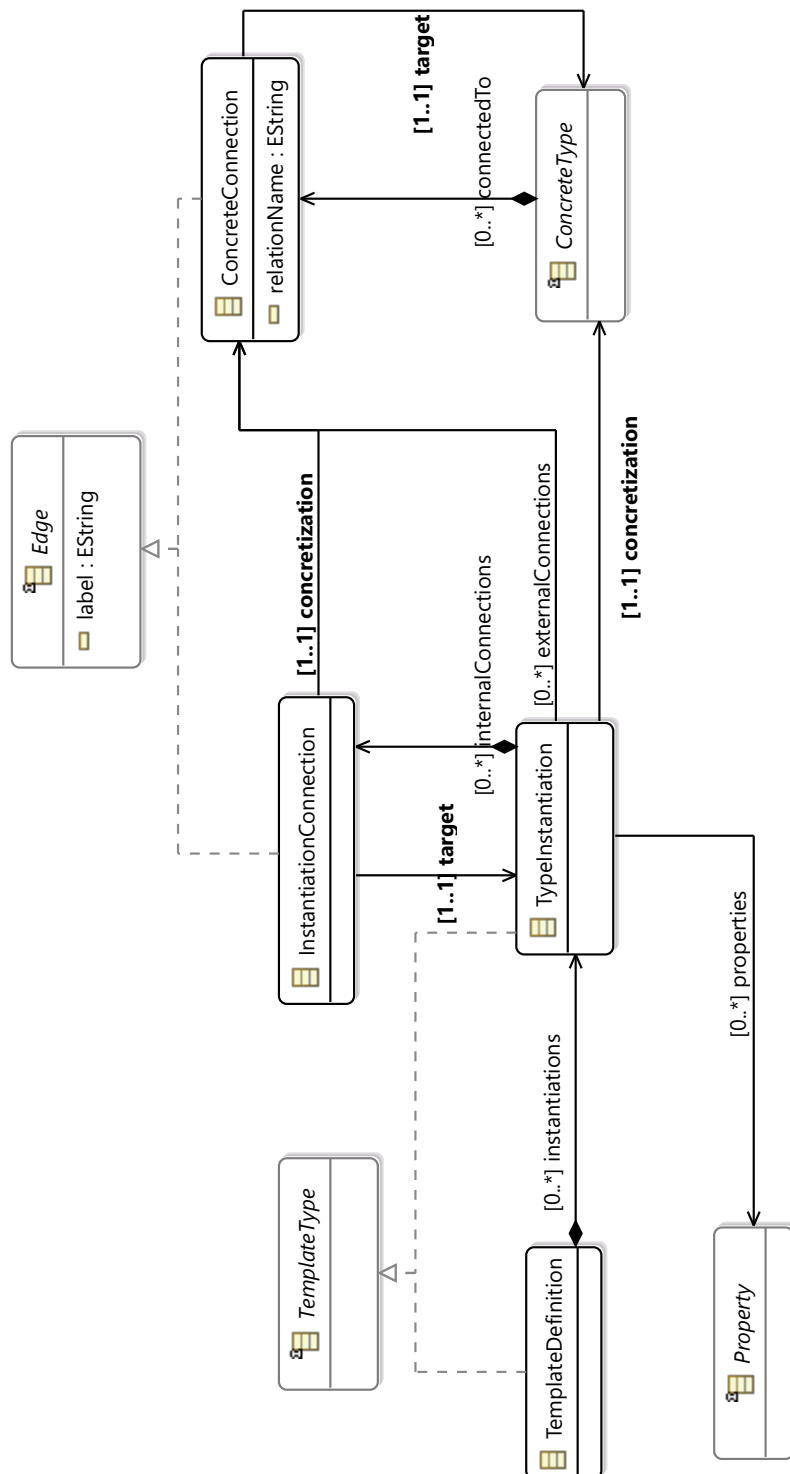 Edge
label : EString
ConcreteConnection
relationName : EString
[1..1] target
[0..*] connectedTo
ConcreteType
[1..1] concretization
InstantiationConnection
[0..*] internalConnections
[0..*] externalConnections
[1..1] concretization
[1..1] target
TypeInstantiation
TemplateType
[0..*] instantiations
TemplateDefinition
[0..*] properties
Property